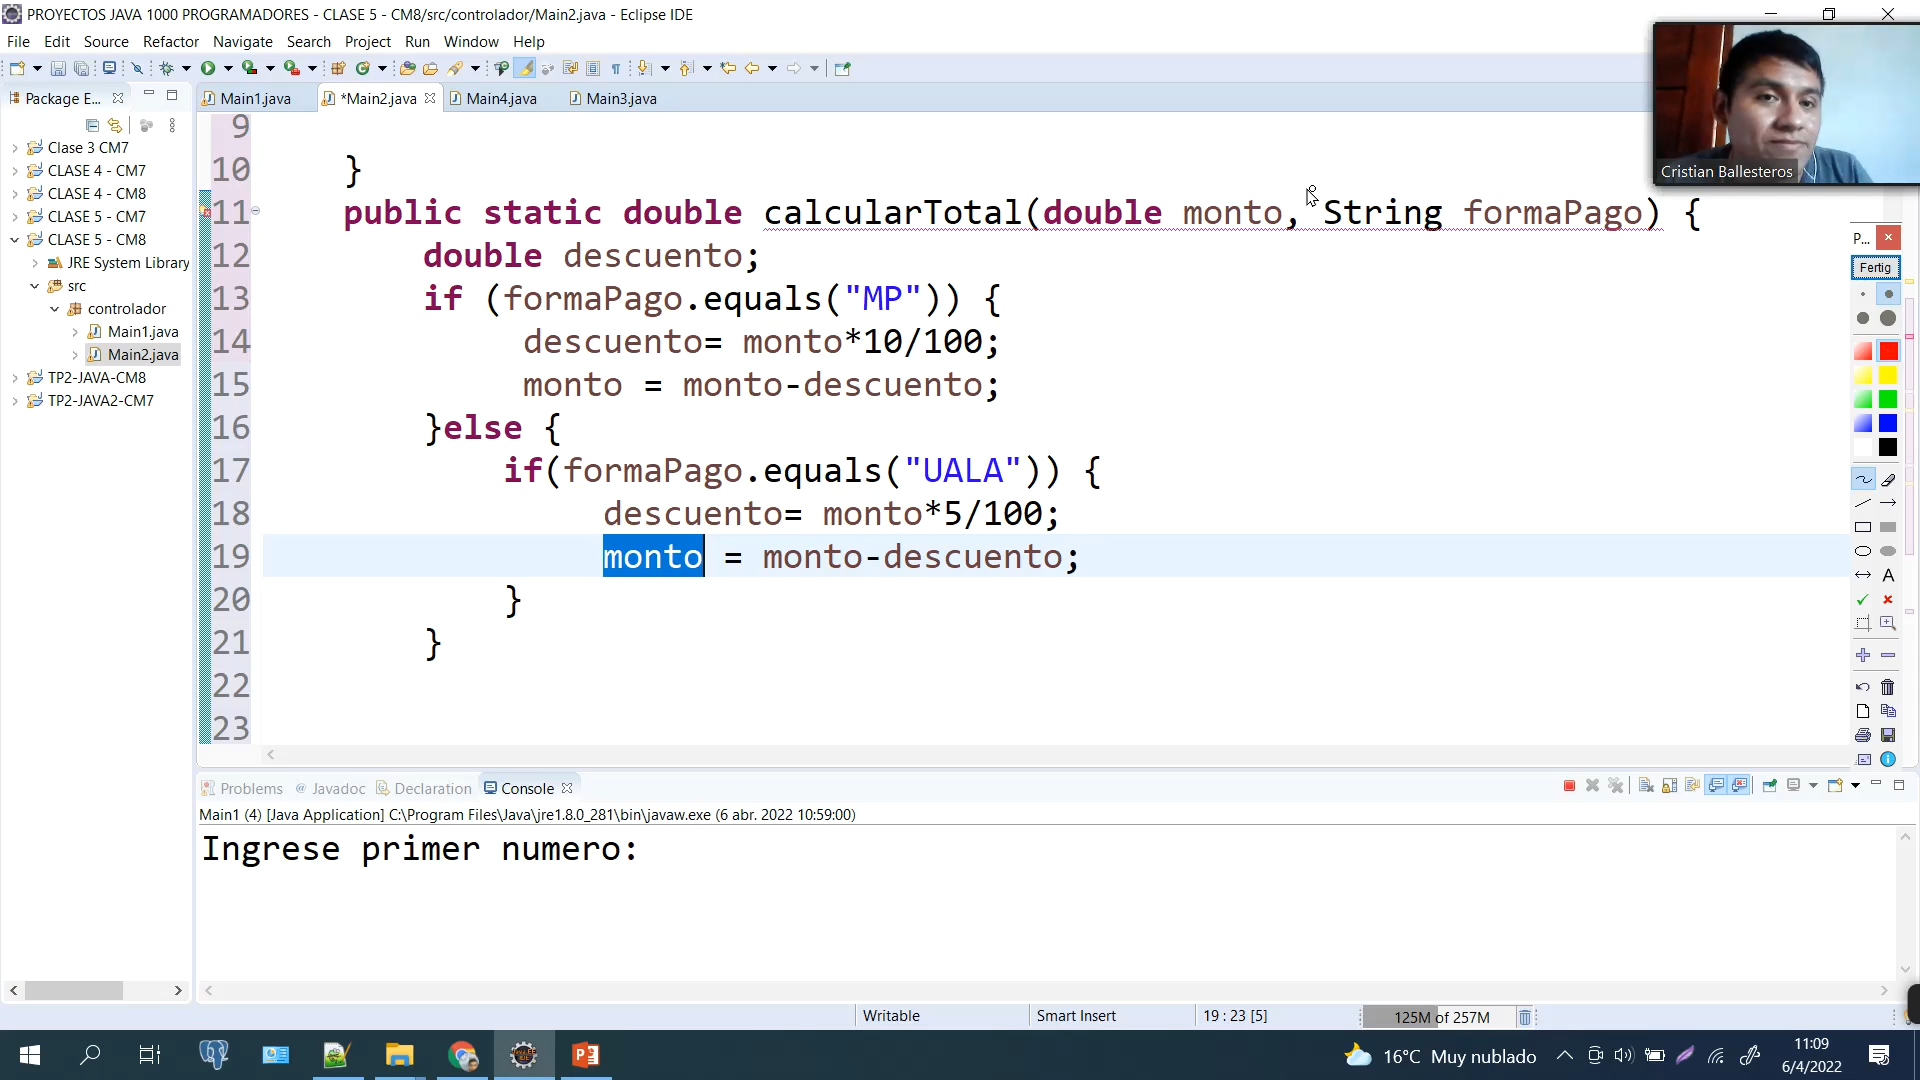 PROYECTOS JAVA 1000 PROGRAMADORES - CLASE 5 - CM8/src/controlador/Main2.java - Eclipse IDE
File Edit Source Refactor Navigate Search Project Run Window Help
Package E...
Main1.java
*Main2.java
Main4.java
Main3.java
Clase 3 CM7
CLASE 4 - CM7
CLASE 4 - CM8
CLASE 5 - CM7
CLASE 5 - CM8
JRE System Library
src
controlador
Main1.java
Main2.java
TP2-JAVA-CM8
TP2-JAVA2-CM7
9
10 }
11 public static double calcularTotal(double monto, String formaPago) {
12 double descuento;
13 if (formaPago.equals("MP")) {
14 descuento= monto*10/100;
15 monto = monto-descuento;
16 }else {
17 if(formaPago.equals("UALA")) {
18 descuento= monto*5/100;
19 monto = monto-descuento;
20 }
21 }
22
23
Cristian Ballesteros
P...
Fertig
A
Problems @ Javadoc Declaration Console
Main1 (4) [Java Application] C:\Program Files\Java\jre1.8.0_281\bin\javaw.exe (6 abr. 2022 10:59:00)
Ingrese primer numero:
Writable
Smart Insert
19 : 23 [5]
125M of 257M
16°C Muy nublado
11:09
6/4/2022